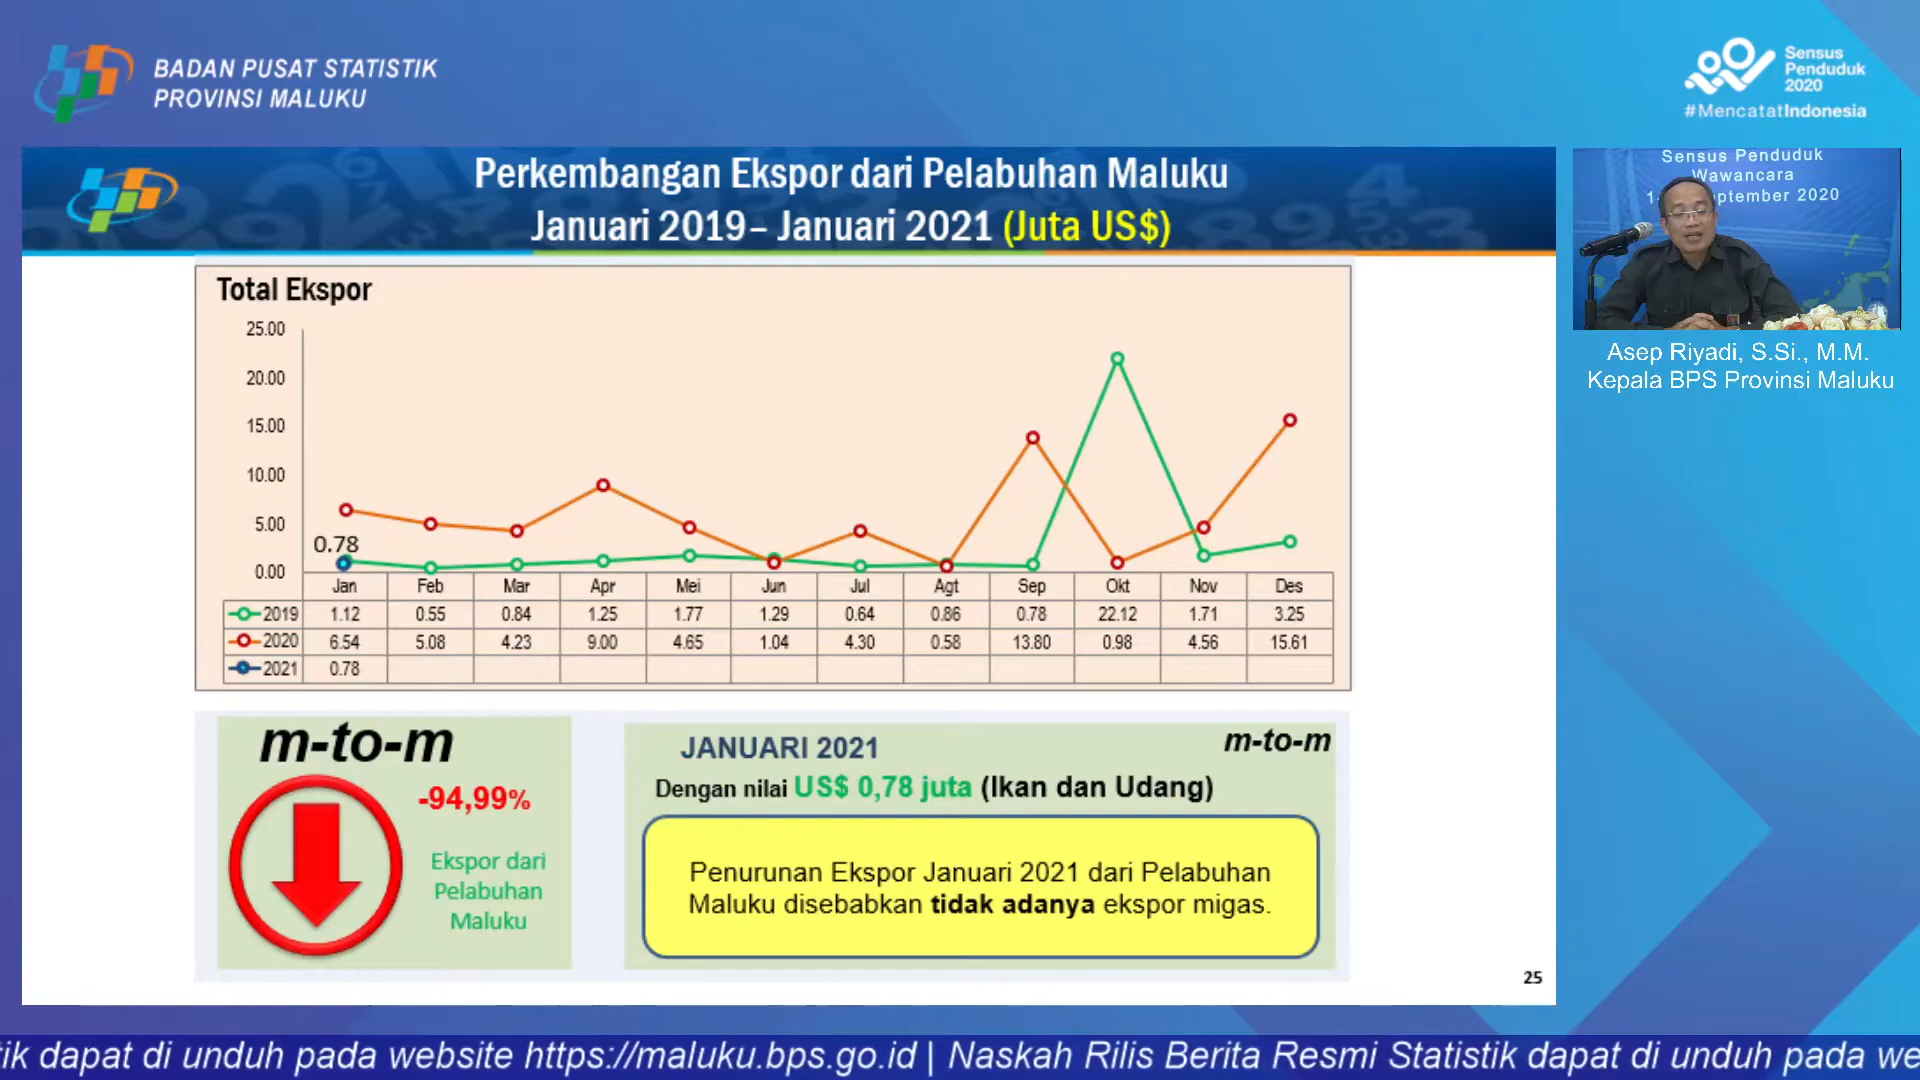 BADAN PUSAT STATISTIK
PROVINSI MALUKU
Sensus
Penduduk
2020
#MencatatIndonesia
Perkembangan Ekspor dari Pelabuhan Maluku
Januari 2019– Januari 2021 (Juta US$)
Sensus Penduduk
Wawancara
September 2020
Asep Riyadi, S.Si., M.M.
Kepala BPS Provinsi Maluku
Total Ekspor
25.00
20.00
15.00
10.00
5.00
0.00
0.78
Jan Feb Mar Apr Mei Jun Jul Agt Sep Okt Nov Des
2019 1.12 0.55 0.84 1.25 1.77 1.29 0.64 0.86 0.78 22.12 1.71 3.25
2020 6.54 5.08 4.23 9.00 4.65 1.04 4.30 0.58 13.80 0.98 4.56 15.61
2021 0.78
m-to-m
-94,99%
Ekspor dari
Pelabuhan
Maluku
JANUARI 2021 m-to-m
Dengan nilai US$ 0,78 juta (Ikan dan Udang)
Penurunan Ekspor Januari 2021 dari Pelabuhan
Maluku disebabkan tidak adanya ekspor migas.
25
tik dapat di unduh pada website https://maluku.bps.go.id | Naskah Rilis Berita Resmi Statistik dapat di unduh pada we